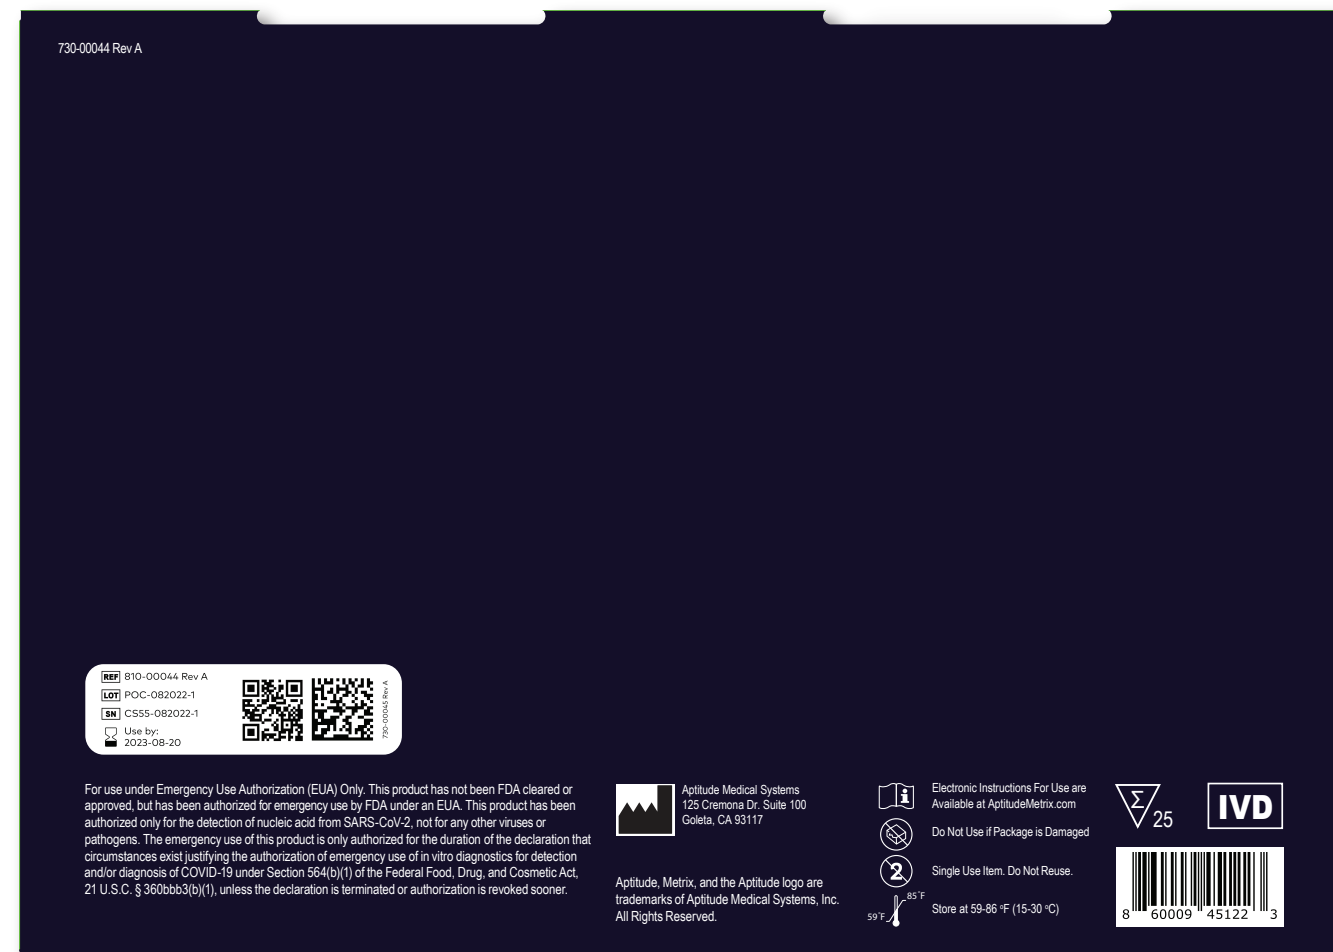 730-00044 Rev A
REF 810-00044 Rev A
LOT POC-082022-1
SN CS55-082022-1
Use by:
2023-08-20
730-00045 Rev A
For use under Emergency Use Authorization (EUA) Only. This product has not been FDA cleared or
approved, but has been authorized for emergency use by FDA under an EUA. This product has been
authorized only for the detection of nucleic acid from SARS-CoV-2, not for any other viruses or
pathogens. The emergency use of this product is only authorized for the duration of the declaration that
circumstances exist justifying the authorization of emergency use of in vitro diagnostics for detection
and/or diagnosis of COVID-19 under Section 564(b)(1) of the Federal Food, Drug, and Cosmetic Act,
21 U.S.C. § 360bbb3(b)(1), unless the declaration is terminated or authorization is revoked sooner.
Aptitude Medical Systems
125 Cremona Dr. Suite 100
Goleta, CA 93117
Aptitude, Metrix, and the Aptitude logo are
trademarks of Aptitude Medical Systems, Inc.
All Rights Reserved.
Electronic Instructions For Use are
Available at AptitudeMetrix.com
Do Not Use if Package is Damaged
2 Single Use Item. Do Not Reuse.
85°F
59°F
Store at 59-86 ºF (15-30 ºC)
Σ 25
IVD
8 60009 45122 3